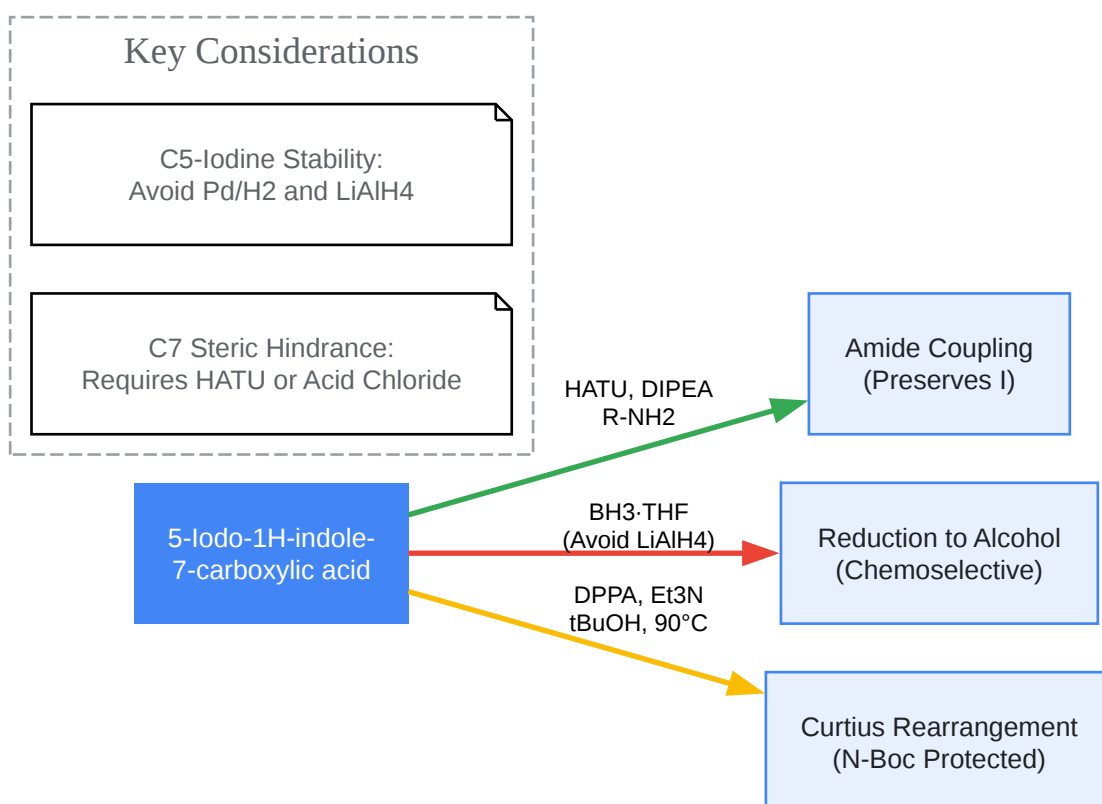 Key Considerations
C5-Iodine Stability:
Avoid Pd/H2 and LiAlH4
C7 Steric Hindrance:
Requires HATU or Acid Chloride
5-Iodo-1H-indole-
7-carboxylic acid
HATU, DIPEA
R-NH2
Amide Coupling
(Preserves I)
BH3·THF
(Avoid LiAlH4)
Reduction to Alcohol
(Chemoselective)
DPPA, Et3N
tBuOH, 90°C
Curtius Rearrangement
(N-Boc Protected)